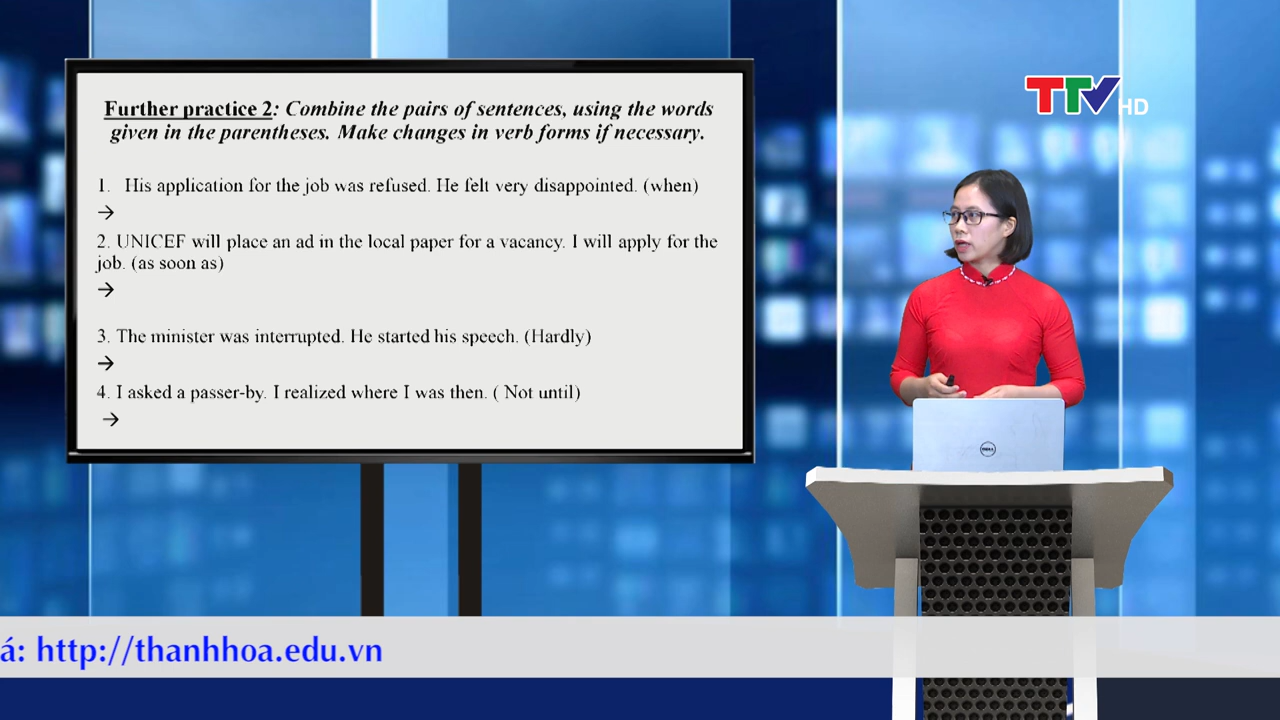 Further practice 2: Combine the pairs of sentences, using the words
given in the parentheses. Make changes in verb forms if necessary.
1. His application for the job was refused. He felt very disappointed. (when)
→
2. UNICEF will place an ad in the local paper for a vacancy. I will apply for the
job. (as soon as)
→
3. The minister was interrupted. He started his speech. (Hardly)
→
4. I asked a passer-by. I realized where I was then. ( Not until)
→
TTV HD
DELL
á: http://thanhhoa.edu.vn